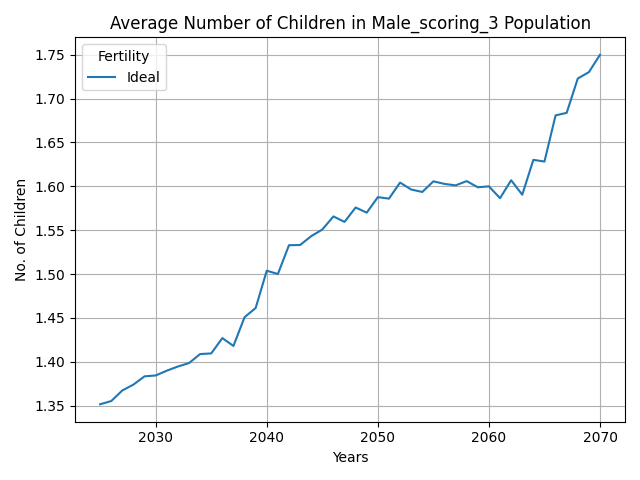 Average Number of Children in Male_scoring_3 Population
Fertility
Ideal
No. of Children
1.75
1.70
1.65
1.60
1.55
1.50
1.45
1.40
1.35
2030 2040 2050 2060 2070
Years